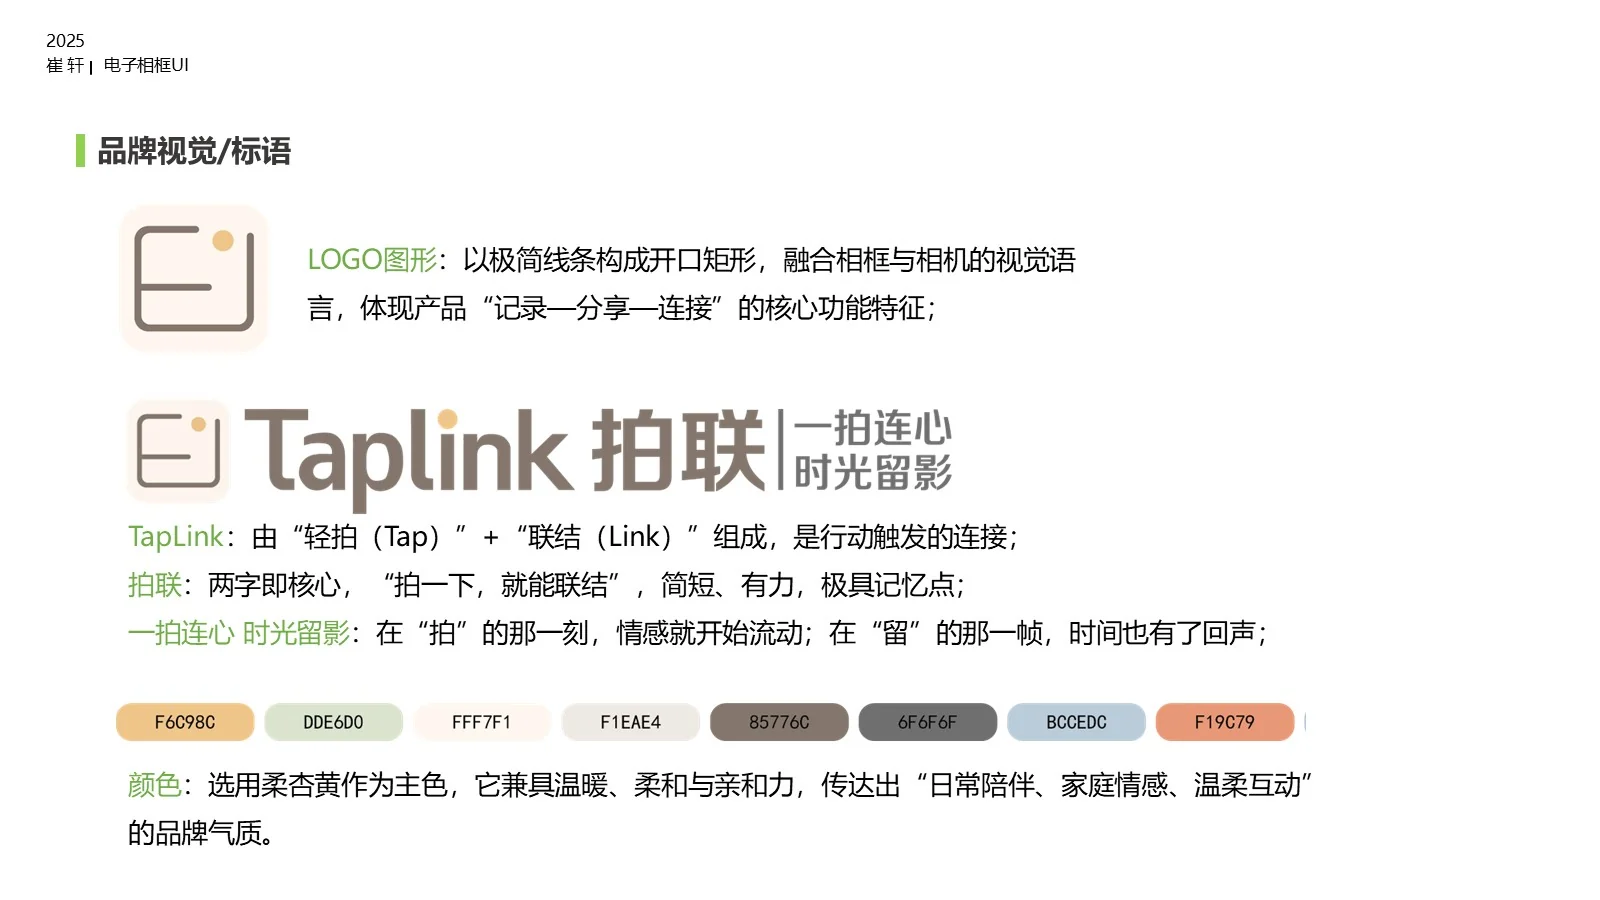 2025
崔 轩 | 电子相框UI
品牌视觉/标语
LOGO图形：以极简线条构成开口矩形，融合相框与相机的视觉语
言，体现产品“记录—分享—连接”的核心功能特征；
Taplink 拍联 一拍连心
时光留影
TapLink：由“轻拍（Tap）”+“联结（Link）”组成，是行动触发的连接；
拍联：两字即核心，“拍一下，就能联结”，简短、有力，极具记忆点；
一拍连心 时光留影：在“拍”的那一刻，情感就开始流动；在“留”的那一帧，时间也有了回声；
F6C98C DDE6D0 FFF7F1 F1EAE4 85776C 6F6F6F BCCEDC F19C79
颜色：选用柔杏黄作为主色，它兼具温暖、柔和与亲和力，传达出“日常陪伴、家庭情感、温柔互动”
的品牌气质。